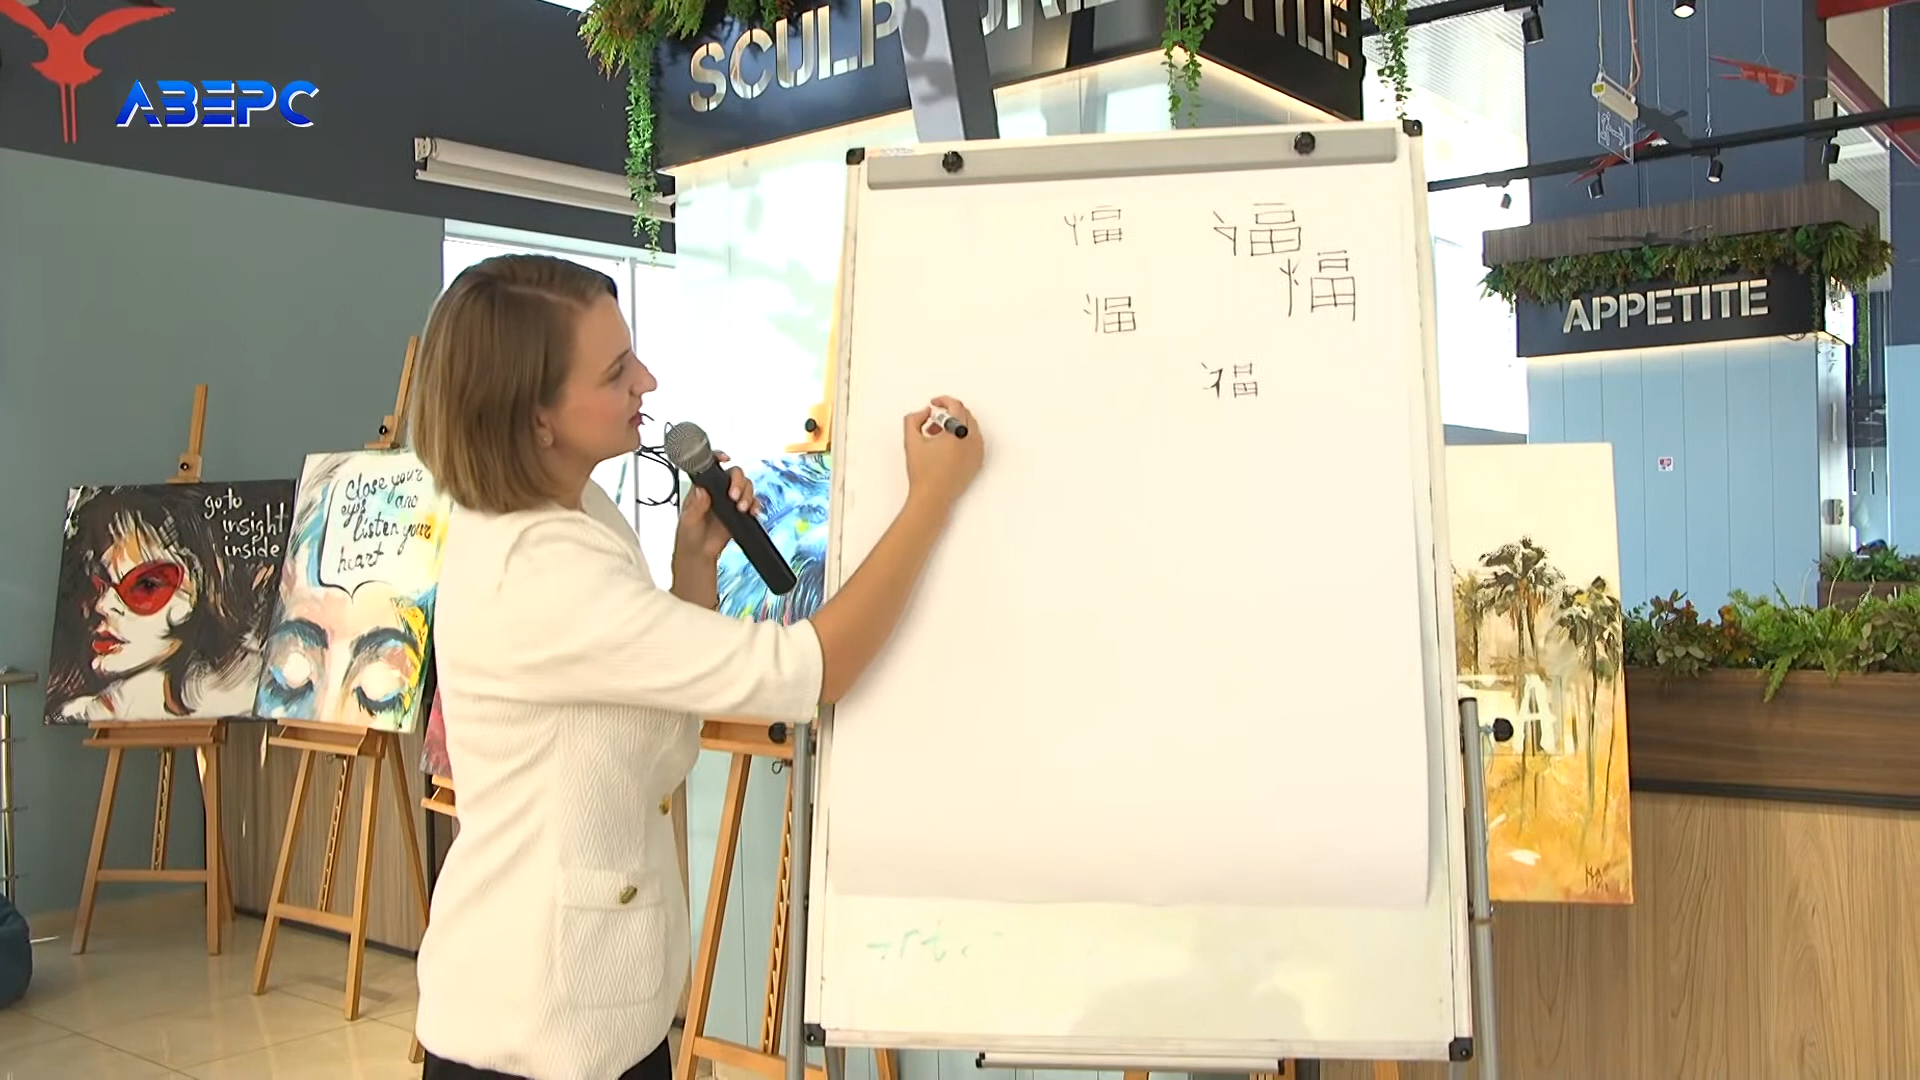 АВЕРС
SCULP
APPETITE
福
福
福
福
福
go to
insight
inside
Close your
eyes and
listen your
heart